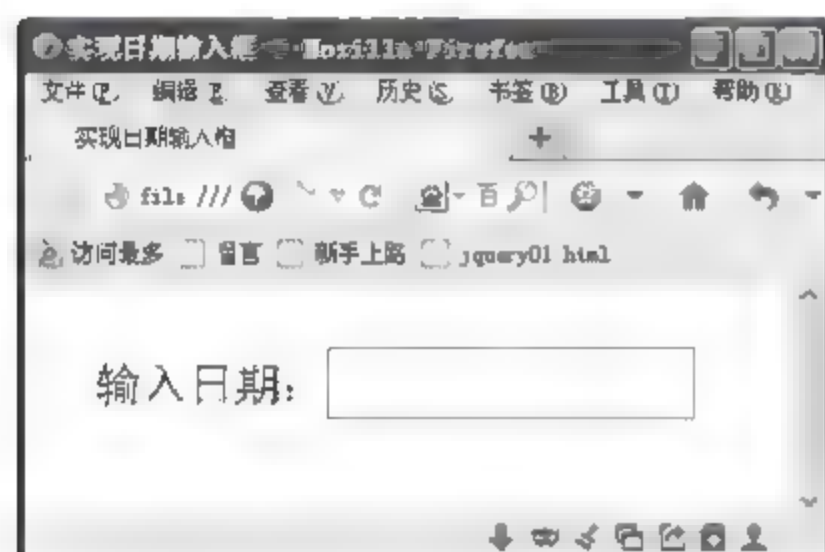 实现日期输入框 - Mozilla Firefox
文件(F) 编辑(E) 查看(V) 历史(S) 书签(B) 工具(T) 帮助(H)
实现日期输入框 +
file ///
访问最多 留言 新手上路 jquery01 html
输入日期：